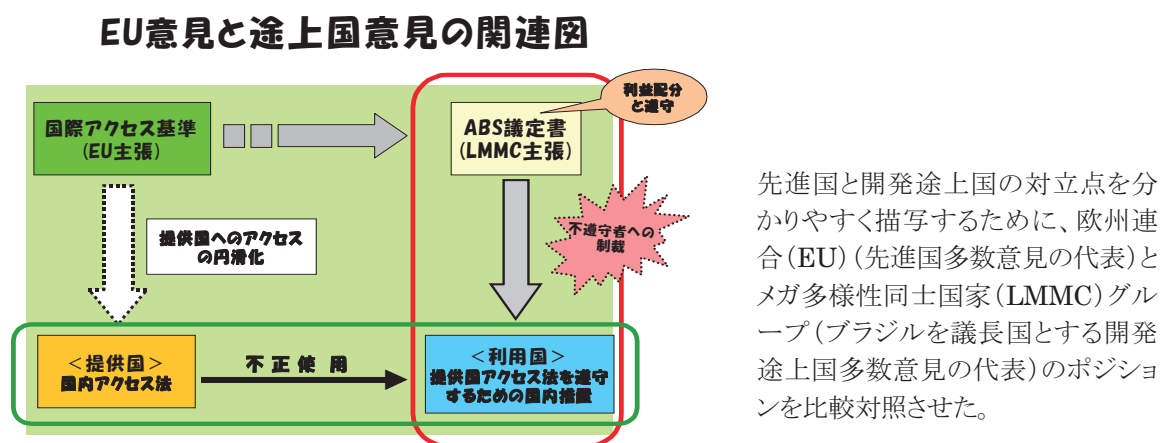 EU意見と途上国意見の関連図
利益配分
と遵守
国際アクセス基準
(EU主張)
ABS議定書
(LMMC主張)
不遵守者への
制裁
提供国へのアクセス
の円滑化
<提供国>
国内アクセス法
不正使用
<利用国>
提供国アクセス法を遵守
するための国内措置
先進国と開発途上国の対立点を分
かりやすく描写するために、欧州連
合(EU)(先進国多数意見の代表)と
メガ多様性同士国家(LMMC)グル
ープ(ブラジルを議長国とする開発
途上国多数意見の代表)のポジショ
ンを比較対照させた。